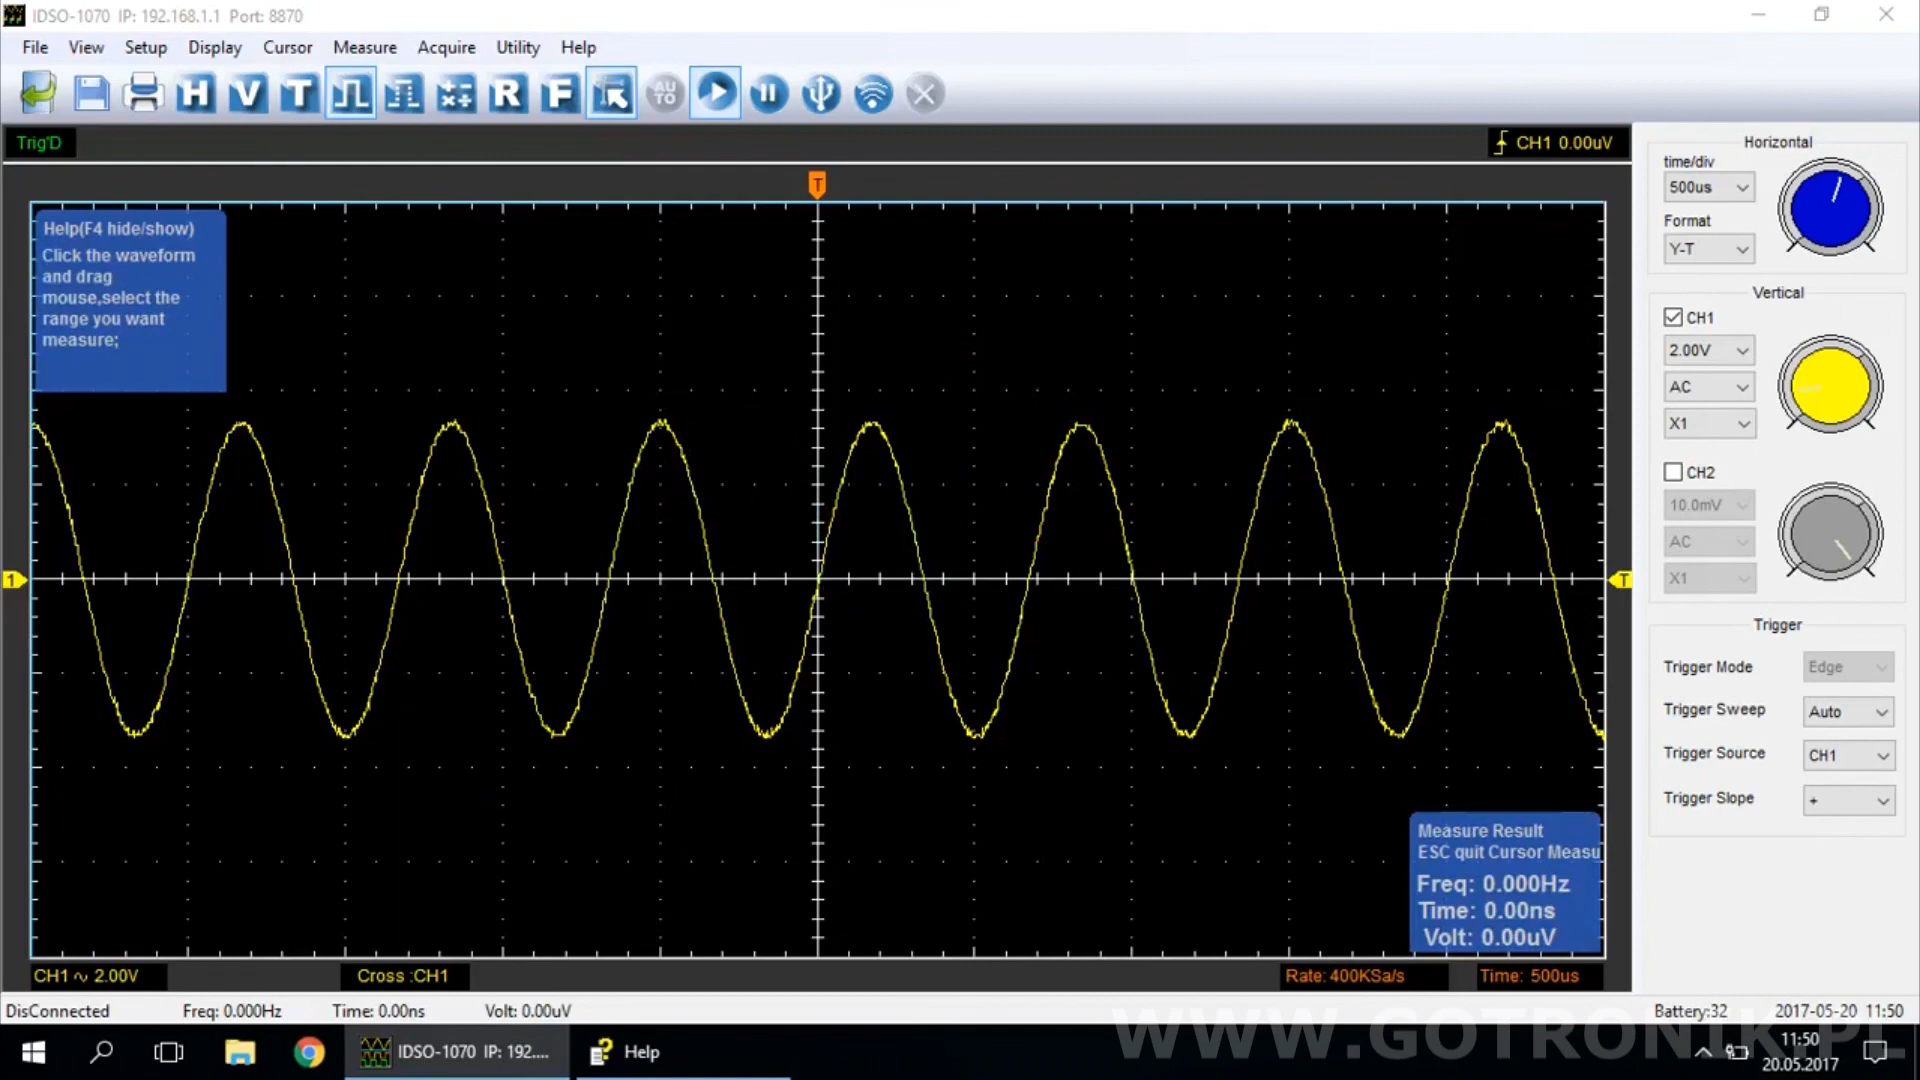 IDSO-1070 IP: 192.168.1.1 Port: 8870
File View Setup Display Cursor Measure Acquire Utility Help
H V T R F AUTO
Trig'D
CH1 0.00uV
T
Help(F4 hide/show)
Click the waveform
and drag
mouse,select the
range you want
measure;
1
T
Measure Result
ESC quit Cursor Measu
Freq: 0.000Hz
Time: 0.00ns
Volt: 0.00uV
CH1 ∿ 2.00V
Cross :CH1
Rate: 400KSa/s
Time: 500us
Horizontal
time/div
500us
Format
Y-T
Vertical
CH1
2.00V
AC
X1
CH2
10.0mV
AC
X1
Trigger
Trigger Mode Edge
Trigger Sweep Auto
Trigger Source CH1
Trigger Slope +
DisConnected Freq: 0.000Hz Time: 0.00ns Volt: 0.00uV Battery:32 2017-05-20 11:50
WWW.GOTRONIK.PL
IDSO-1070 IP: 192....
Help
11:50
20.05.2017